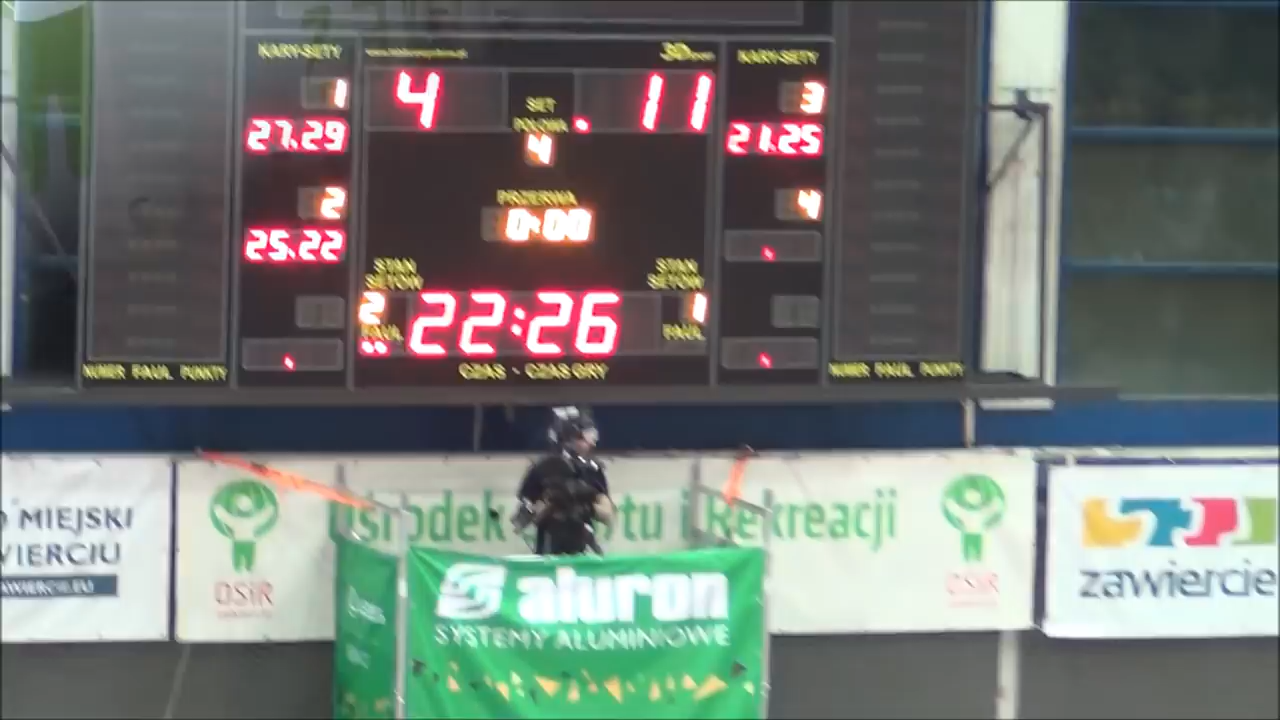 KARY-SETY
KARY-SETY
1
4
SET
POLOWA
4
. 11
3
27.29
21.25
2
PRZERWA
0:00
4
25.22
STAN
SETÓW
STAN
SETÓW
2
22:26
1
FAUL
FAUL
CZAS - CZAS GRY
NUMER FAUL PUNKTY
NUMER FAUL PUNKTY
MIEJSKI
OSiR
Rekreacji
OSiR
zawiercie
aluron
SYSTEMY ALUMINIOWE